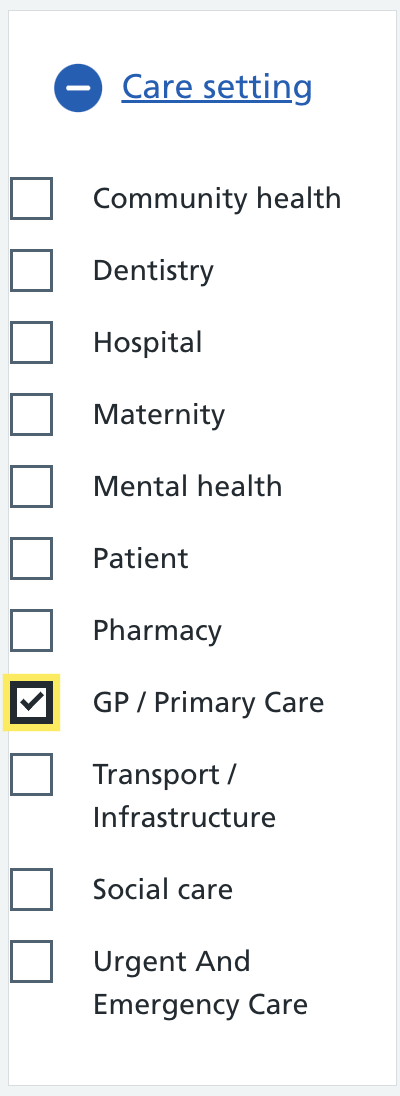 Care setting
Community health
Dentistry
Hospital
Maternity
Mental health
Patient
Pharmacy
GP / Primary Care
Transport /
Infrastructure
Social care
Urgent And
Emergency Care